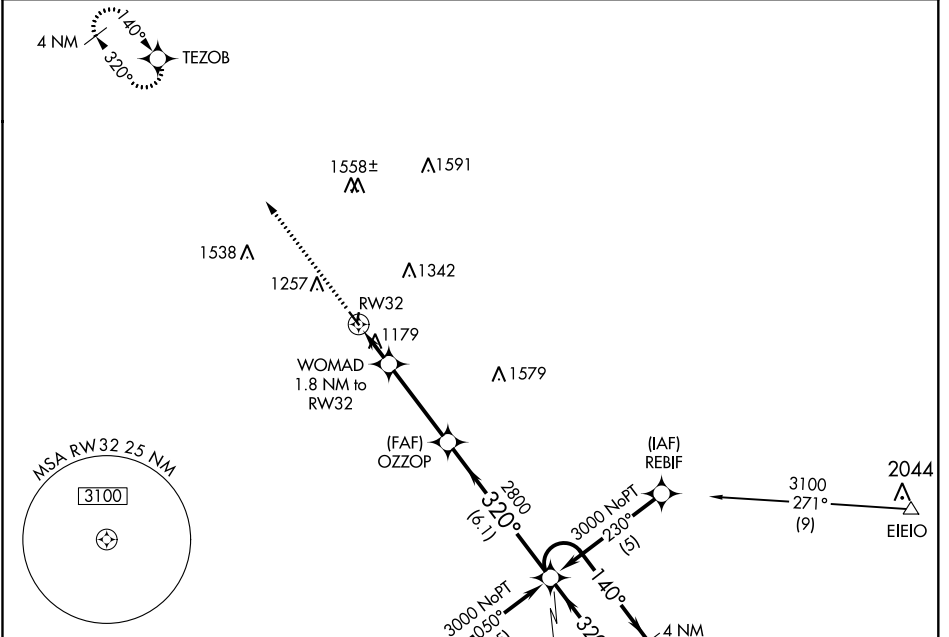 140°
4 NM
320°
TEZOB
1558±
1591
1538
1257
1342
RW32
1179
WOMAD
1.8 NM to
RW32
1579
(FAF)
OZZOP
(IAF)
REBIF
2044
3100
271°
(9)
EIEIO
MSA RW32 25 NM
3100
2800
320°
(6.1)
3000 NoPT
230°
(5)
140°
3000 NoPT
050°
4 NM